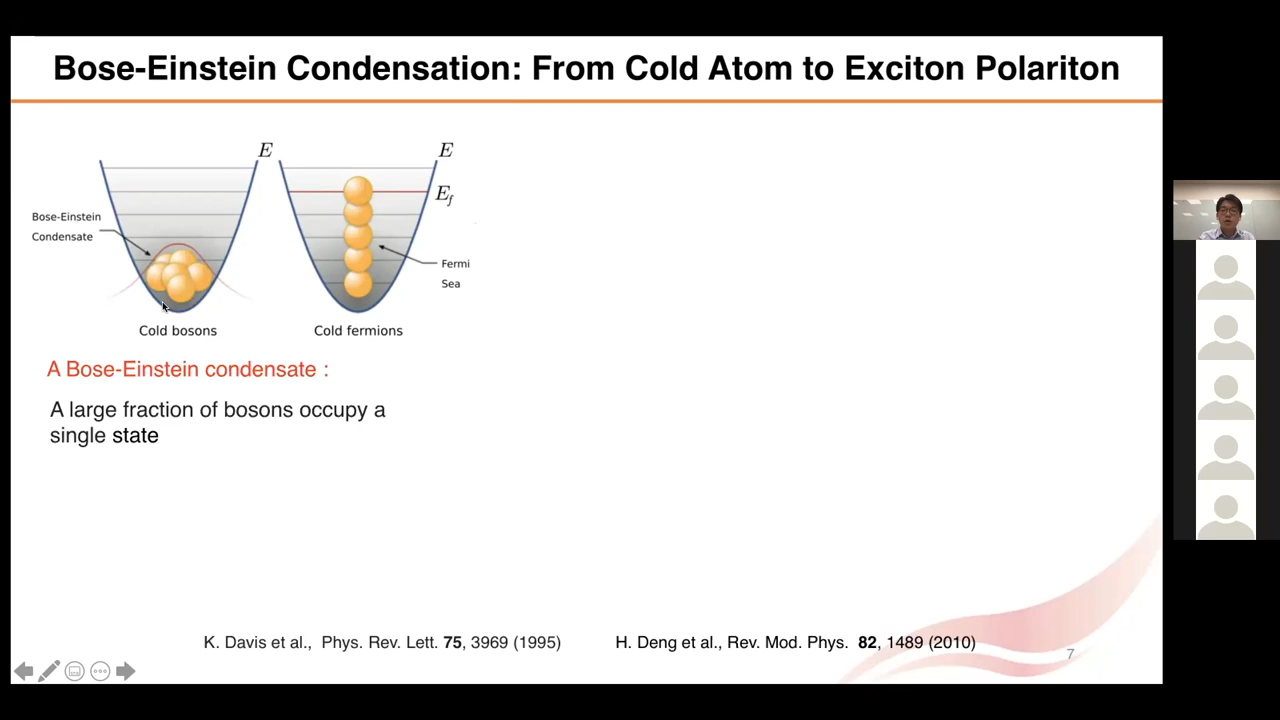 Bose-Einstein Condensation: From Cold Atom to Exciton Polariton
E
E
E_f
Bose-Einstein
Condensate
Fermi
Sea
Cold bosons
Cold fermions
A Bose-Einstein condensate :
A large fraction of bosons occupy a
single state
K. Davis et al., Phys. Rev. Lett. 75, 3969 (1995)
H. Deng et al., Rev. Mod. Phys. 82, 1489 (2010)
7